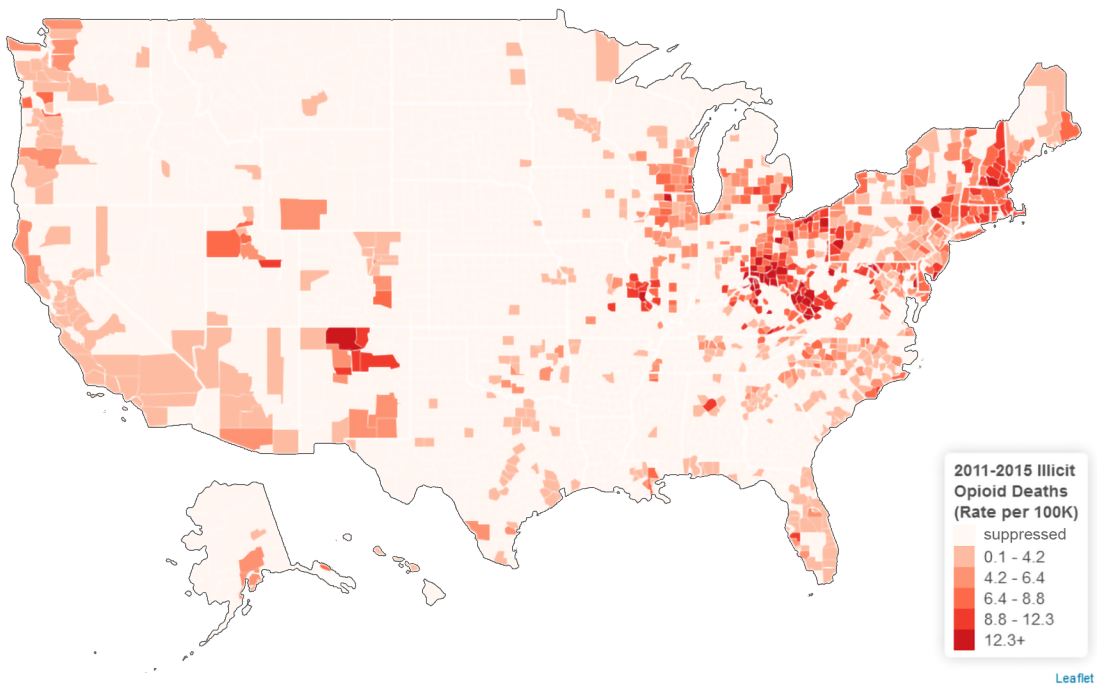 2011-2015 Illicit
Opioid Deaths
(Rate per 100K)
suppressed
0.1 - 4.2
4.2 - 6.4
6.4 - 8.8
8.8 - 12.3
12.3+
Leaflet